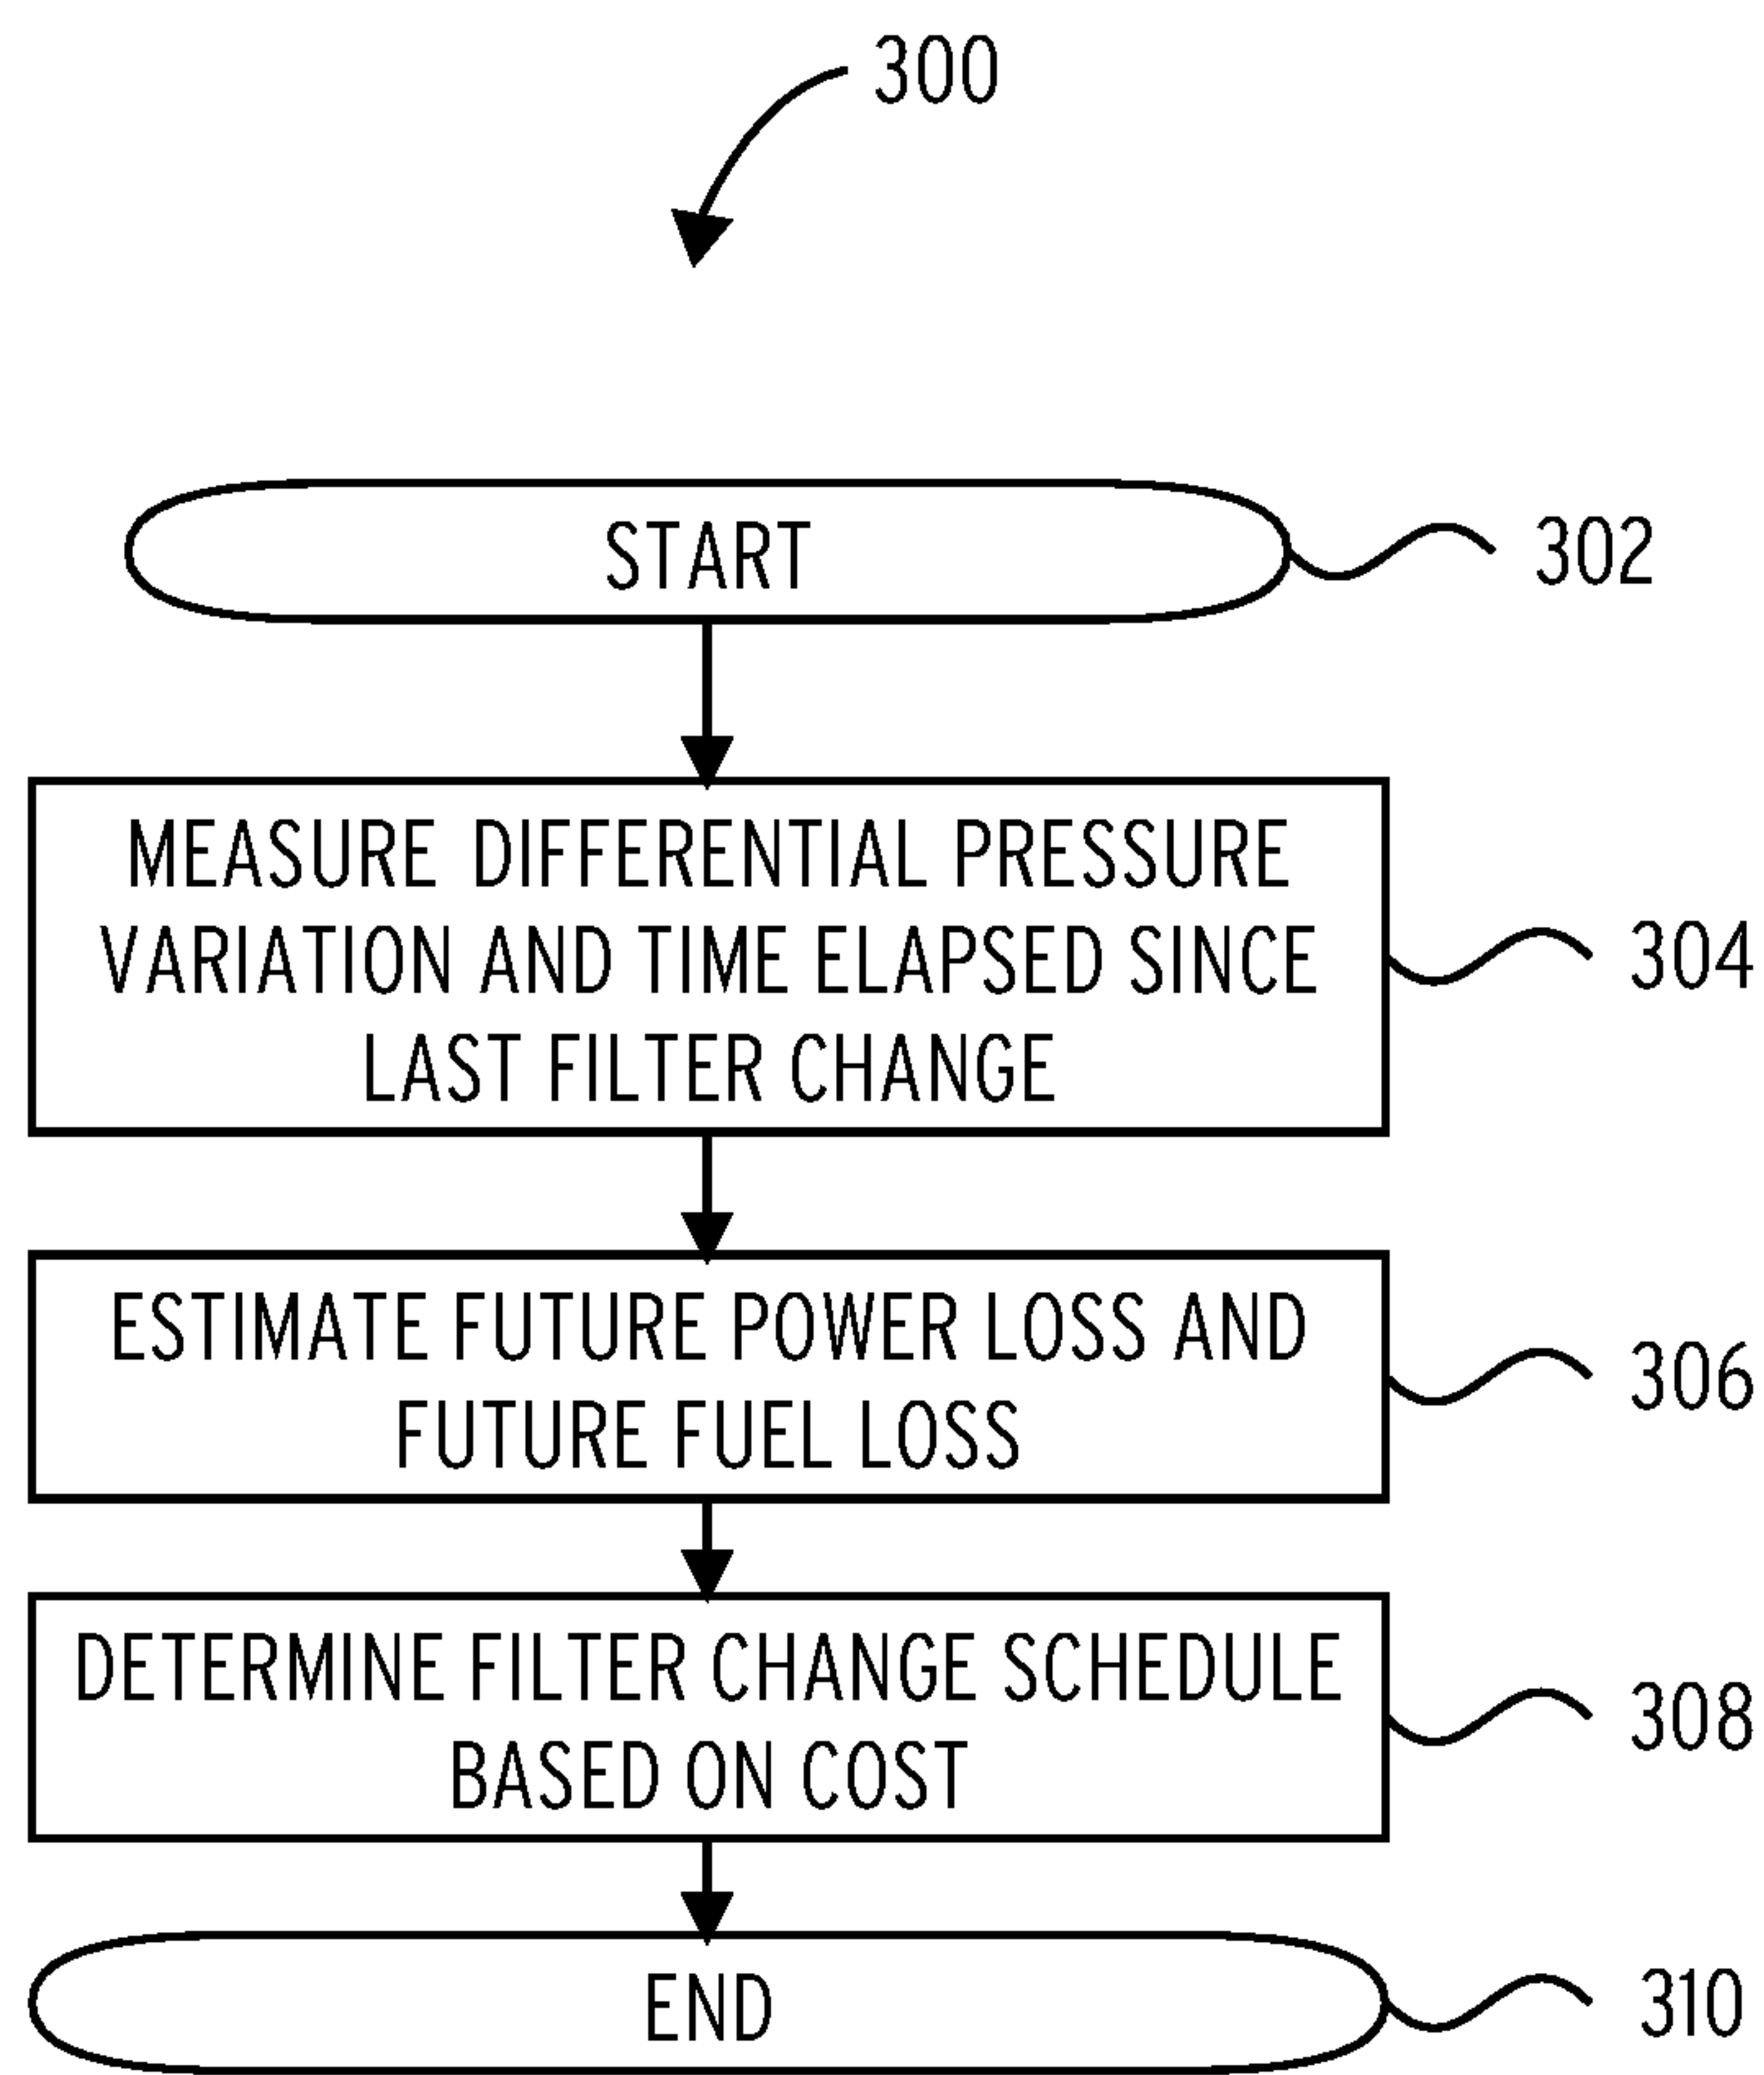 300
START
302
MEASURE DIFFERENTIAL PRESSURE
VARIATION AND TIME ELAPSED SINCE
LAST FILTER CHANGE
304
ESTIMATE FUTURE POWER LOSS AND
FUTURE FUEL LOSS
306
DETERMINE FILTER CHANGE SCHEDULE
BASED ON COST
308
END
310